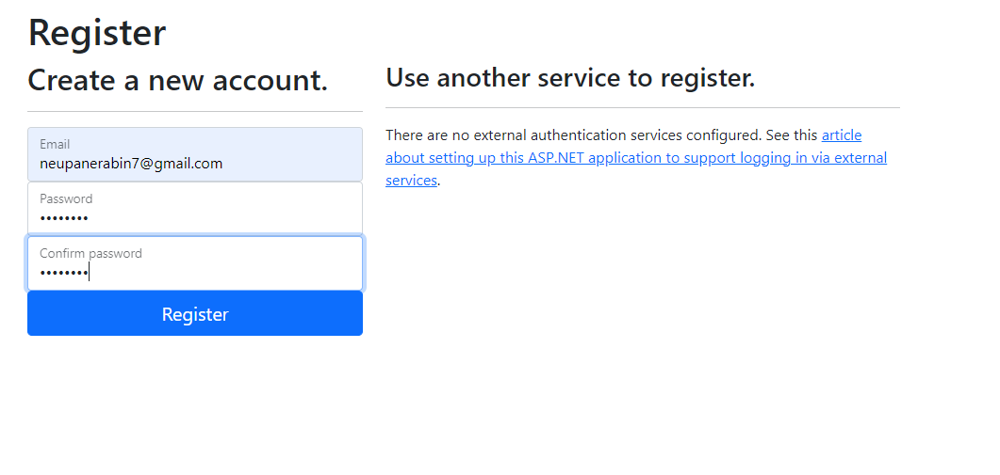 Register
Create a new account.
Email
neupanerabin7@gmail.com
Password
••••••••
Confirm password
••••••••
Register
Use another service to register.
There are no external authentication services configured. See this article
about setting up this ASP.NET application to support logging in via external
services.